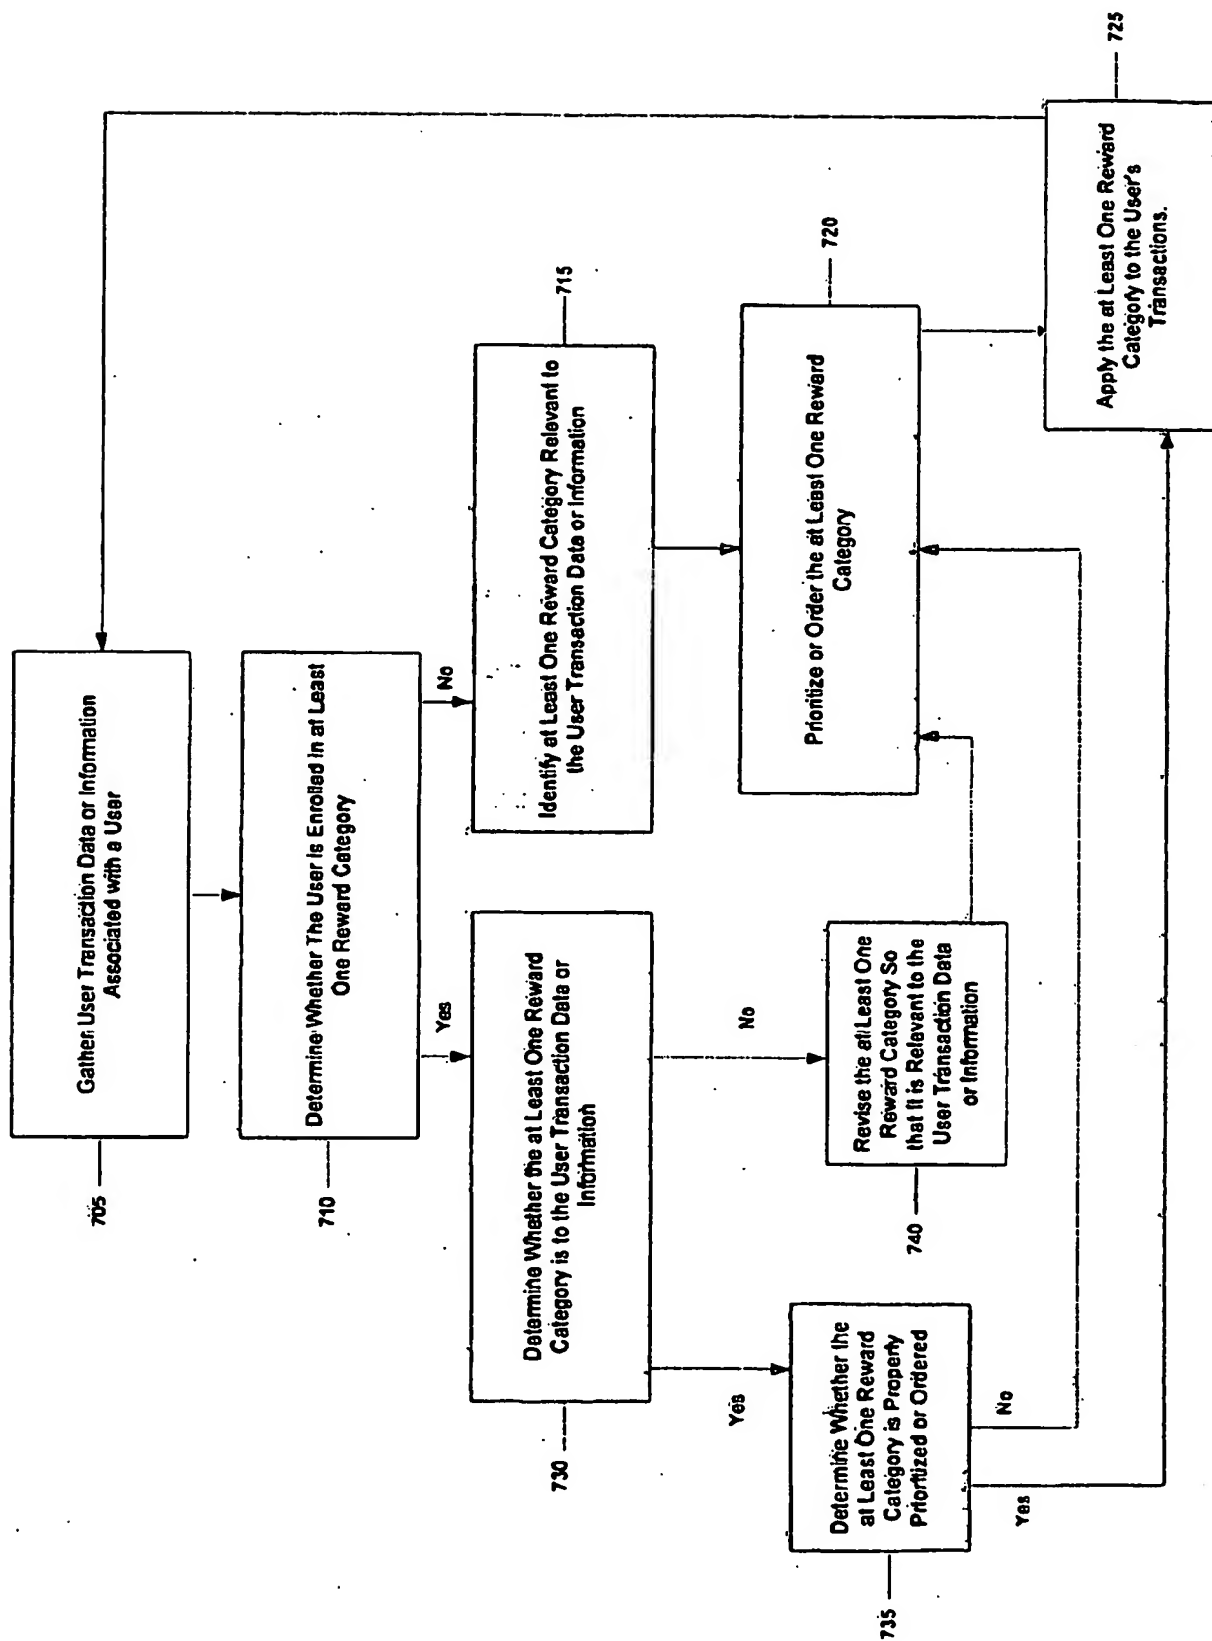 Gather User Transaction Data or Information
Associated with a User
705
Determine Whether The User is Enrolled in at Least
One Reward Category
710
Yes
No
Determine Whether the at Least One Reward
Category is to the User Transaction Data or
Information
730
Identify at Least One Reward Category Relevant to
the User Transaction Data or Information
715
Yes
No
Determine Whether the
at Least One Reward
Category is Properly
Prioritized or Ordered
735
Revise the at Least One
Reward Category So
that It is Relevant to the
User Transaction Data
or Information
740
Prioritize or Order the at Least One Reward
Category
720
Yes
No
Apply the at Least One Reward
Category to the User's
Transactions.
725